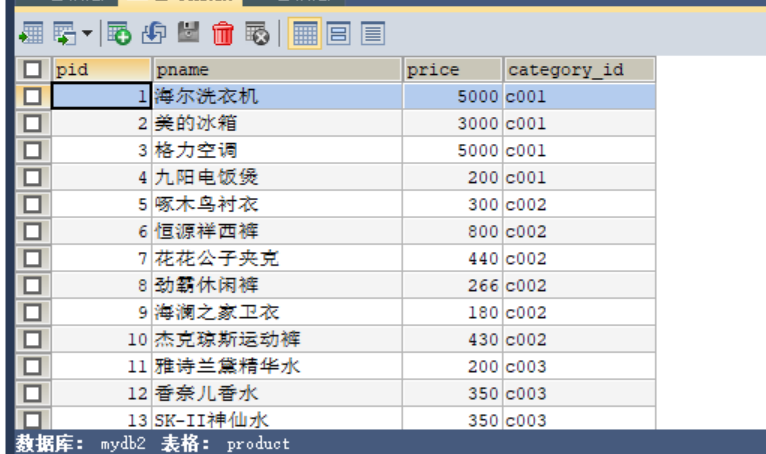 pid pname price category_id
1 海尔洗衣机 5000 c001
2 美的冰箱 3000 c001
3 格力空调 5000 c001
4 九阳电饭煲 200 c001
5 啄木鸟衬衣 300 c002
6 恒源祥西裤 800 c002
7 花花公子夹克 440 c002
8 劲霸休闲裤 266 c002
9 海澜之家卫衣 180 c002
10 杰克琼斯运动裤 430 c002
11 雅诗兰黛精华水 200 c003
12 香奈儿香水 350 c003
13 SK-II神仙水 350 c003
数据库： mydb2 表格： product